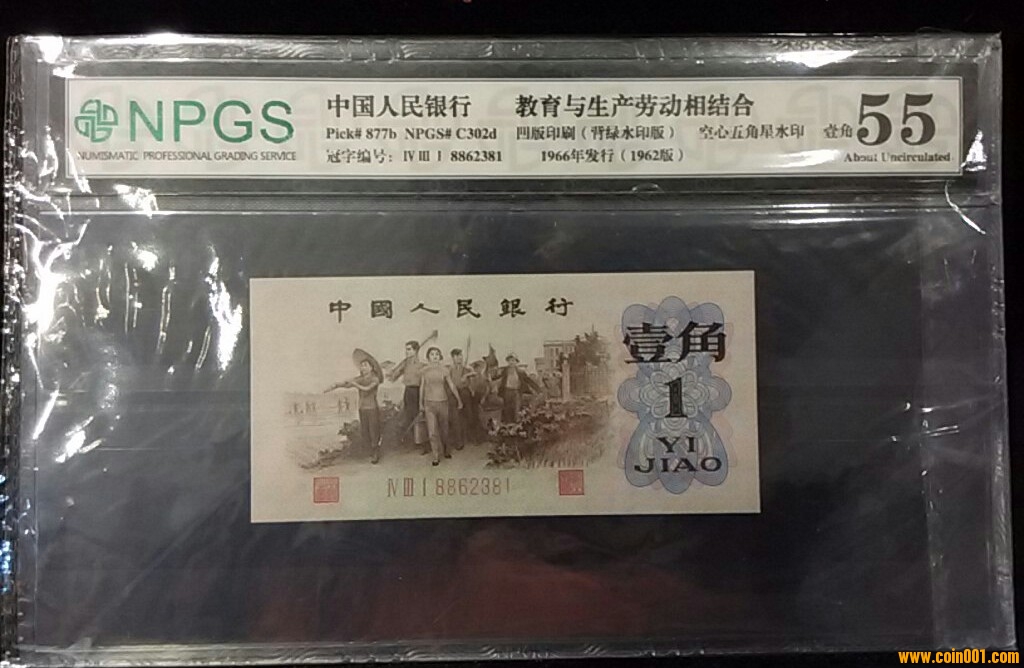 NPGS
NUMISMATIC PROFESSIONAL GRADING SERVICE
中国人民银行 教育与生产劳动相结合
Pick# 877b NPGS# C302d 凹版印刷（背绿水印版） 空心五角星水印 壹角
冠字编号: Ⅳ Ⅲ Ⅰ 8862381 1966年发行（1962版）
55
About Uncirculated
中國人民銀行
壹角
1
YI
JIAO
Ⅳ Ⅲ Ⅰ 8862381
www.coin001.com